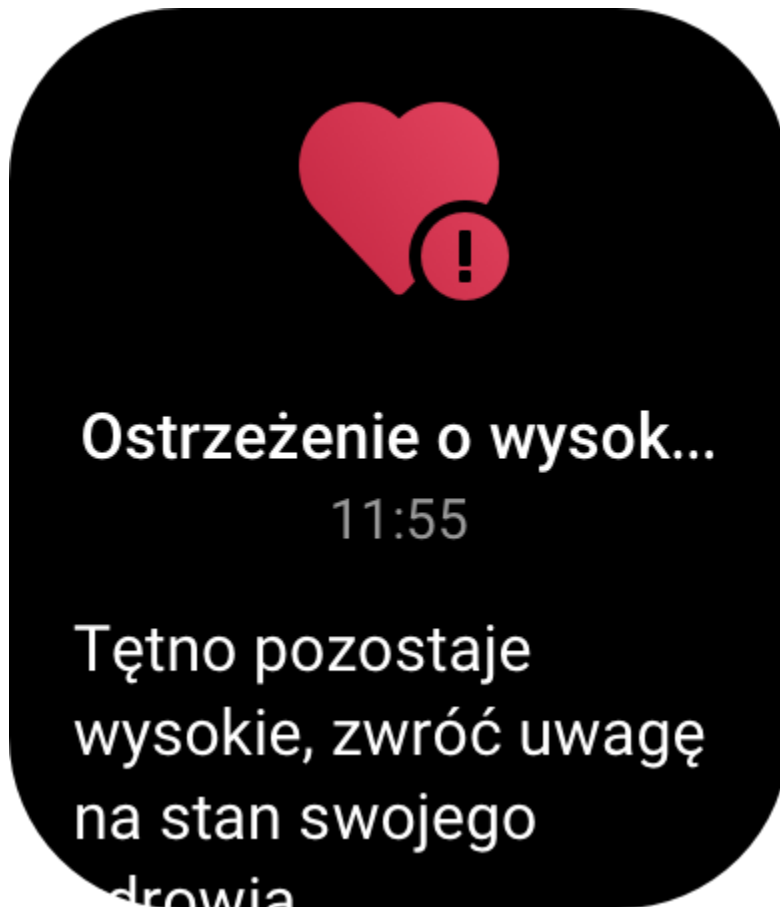 Ostrzeżenie o wysok...
11:55
Tętno pozostaje
wysokie, zwróć uwagę
na stan swojego